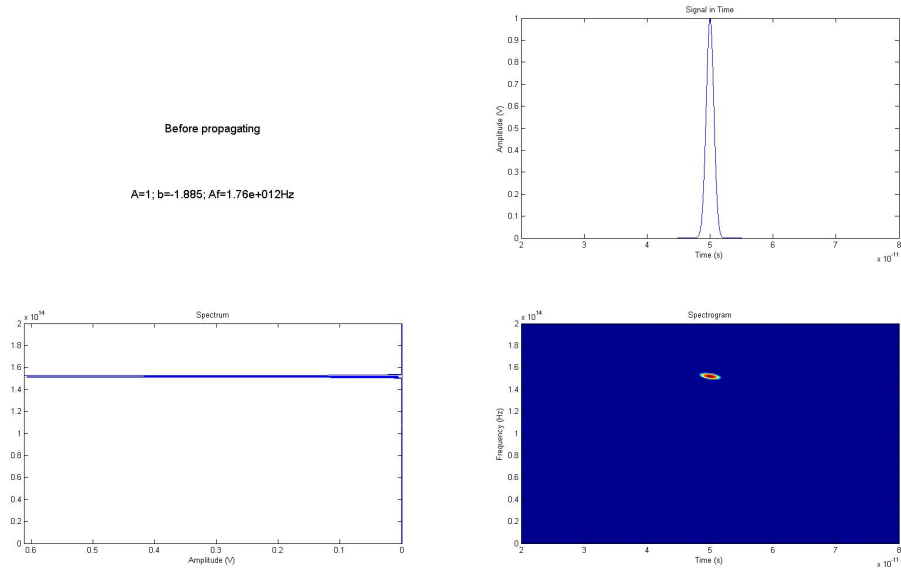 Before propagating
A=1; b=-1.885; Af=1.76e+012Hz
Signal in Time
1
0.9
0.8
0.7
0.6
0.5
0.4
0.3
0.2
0.1
0
Amplitude (V)
2 3 4 5 6 7 8
Time (s)
x 10^-11
Spectrum
x 10^14
2
1.8
1.6
1.4
1.2
1
0.8
0.6
0.4
0.2
0
0.6 0.5 0.4 0.3 0.2 0.1 0
Amplitude (V)
Spectrogram
x 10^14
2
1.8
1.6
1.4
1.2
1
0.8
0.6
0.4
0.2
0
Frequency (Hz)
2 3 4 5 6 7 8
Time (s)
x 10^-11